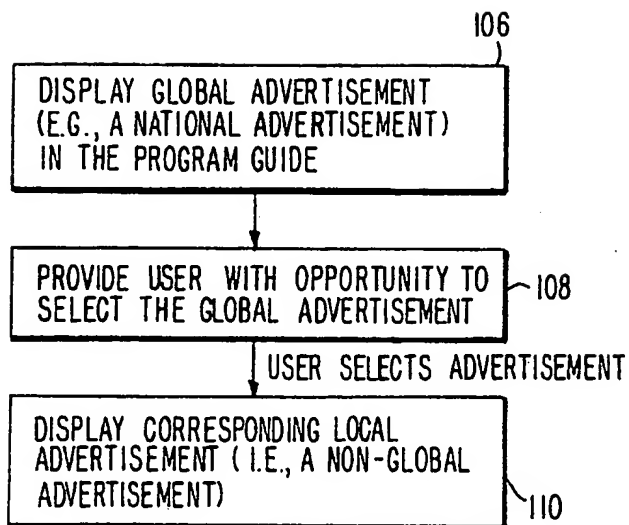 106
DISPLAY GLOBAL ADVERTISEMENT
(E.G., A NATIONAL ADVERTISEMENT)
IN THE PROGRAM GUIDE
PROVIDE USER WITH OPPORTUNITY TO
SELECT THE GLOBAL ADVERTISEMENT
108
USER SELECTS ADVERTISEMENT
DISPLAY CORRESPONDING LOCAL
ADVERTISEMENT (I.E., A NON-GLOBAL
ADVERTISEMENT)
110